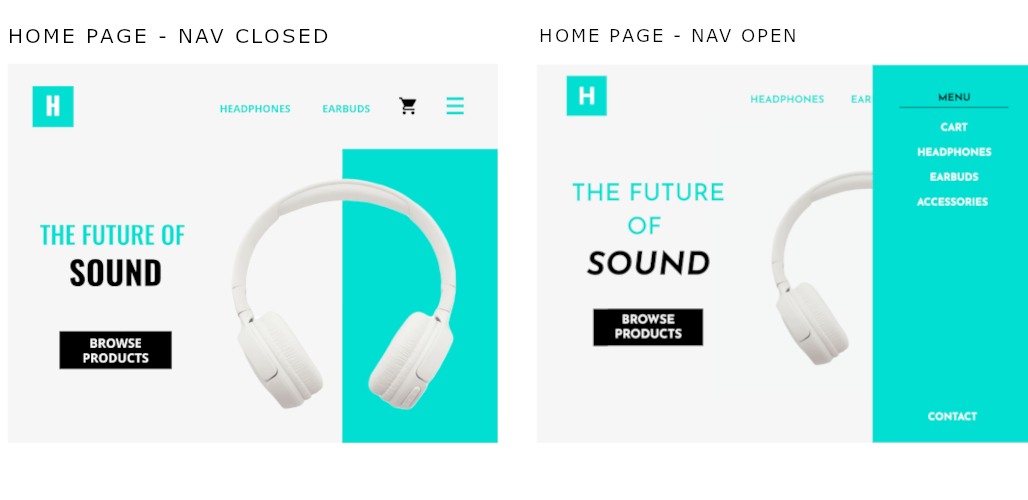 HOME PAGE - NAV CLOSED
H
HEADPHONES EARBUDS
THE FUTURE OF
SOUND
BROWSE
PRODUCTS
HOME PAGE - NAV OPEN
H
HEADPHONES EAR
THE FUTURE
OF
SOUND
BROWSE
PRODUCTS
MENU
CART
HEADPHONES
EARBUDS
ACCESSORIES
CONTACT